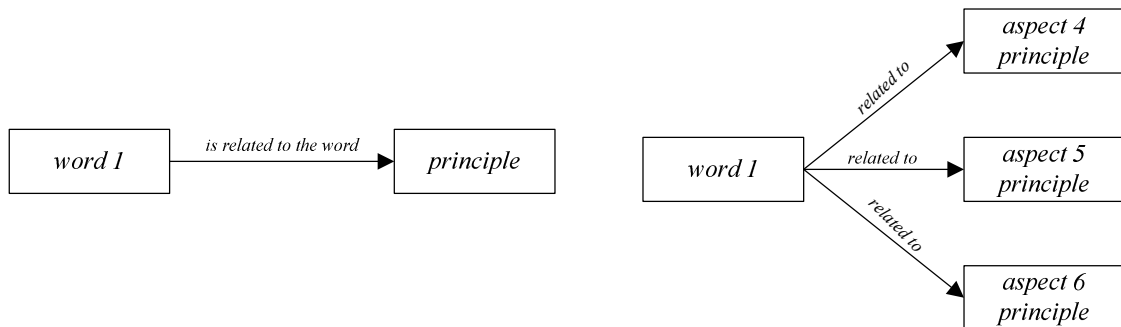 word 1
is related to the word
principle
word 1
related to
aspect 4
principle
related to
aspect 5
principle
related to
aspect 6
principle